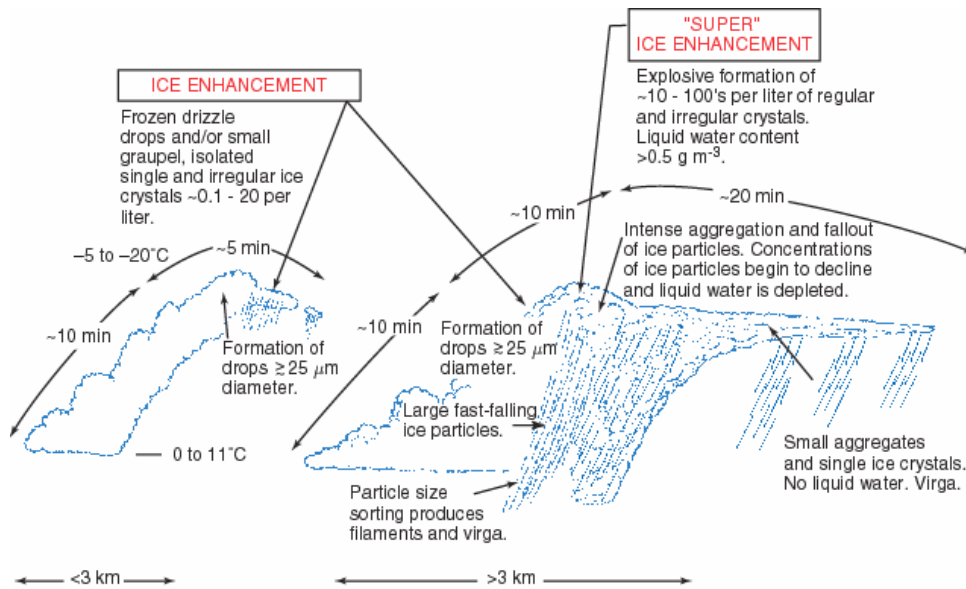 "SUPER"
ICE ENHANCEMENT
Explosive formation of
~10 - 100's per liter of regular
and irregular crystals.
Liquid water content
>0.5 g m-3.
ICE ENHANCEMENT
Frozen drizzle
drops and/or small
graupel, isolated
single and irregular ice
crystals ~0.1 - 20 per
liter.
~10 min
~20 min
Intense aggregation and fallout
of ice particles. Concentrations
of ice particles begin to decline
and liquid water is depleted.
–5 to –20˚C
~5 min
~10 min
~10 min
Formation of
drops ≥ 25 μm
diameter.
Formation of
drops ≥ 25 μm
diameter.
Large fast-falling
ice particles.
0 to 11˚C
Small aggregates
and single ice crystals.
No liquid water. Virga.
Particle size
sorting produces
filaments and virga.
<3 km
>3 km